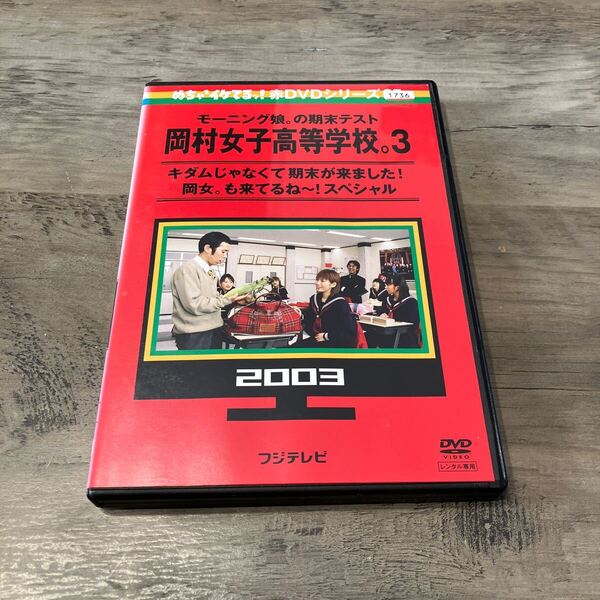 めちゃ²イケてるッ！赤DVDシリーズ
1736
モーニング娘。の期末テスト
岡村女子高等学校。3
キダムじゃなくて期末が来ました！
岡女。も来てるね〜！スペシャル
2003
フジテレビ
DVD
VIDEO
レンタル専用